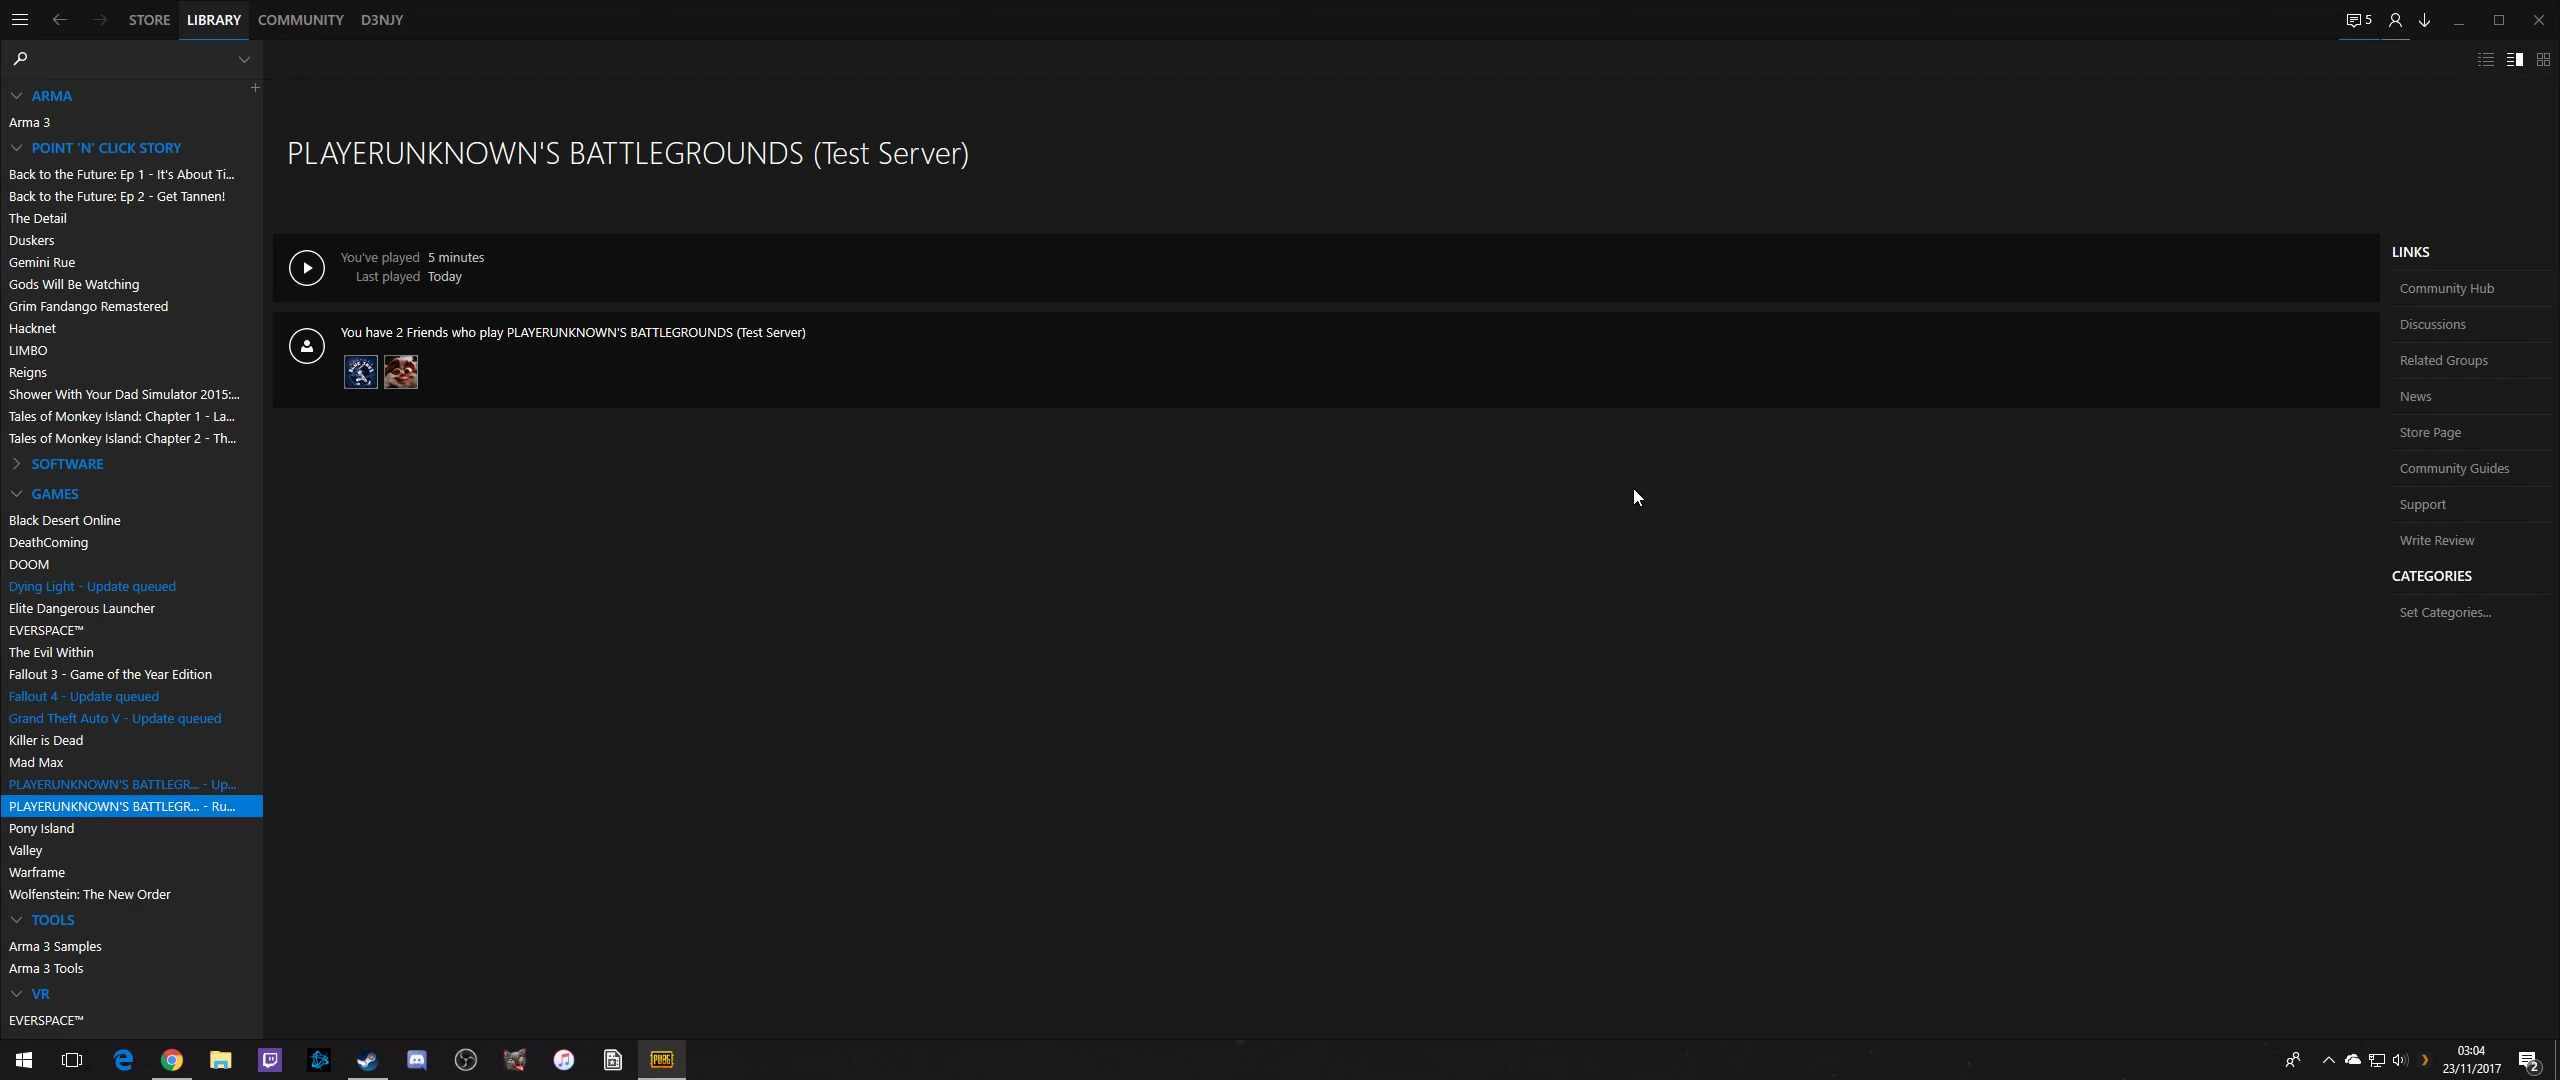 STORE LIBRARY COMMUNITY D3NJY 5
ARMA
Arma 3
POINT 'N' CLICK STORY
Back to the Future: Ep 1 - It's About Ti...
Back to the Future: Ep 2 - Get Tannen!
The Detail
Duskers
Gemini Rue
Gods Will Be Watching
Grim Fandango Remastered
Hacknet
LIMBO
Reigns
Shower With Your Dad Simulator 2015:...
Tales of Monkey Island: Chapter 1 - La...
Tales of Monkey Island: Chapter 2 - Th...
SOFTWARE
GAMES
Black Desert Online
DeathComing
DOOM
Dying Light - Update queued
Elite Dangerous Launcher
EVERSPACE™
The Evil Within
Fallout 3 - Game of the Year Edition
Fallout 4 - Update queued
Grand Theft Auto V - Update queued
Killer is Dead
Mad Max
PLAYERUNKNOWN'S BATTLEGR... - Up...
PLAYERUNKNOWN'S BATTLEGR... - Ru...
Pony Island
Valley
Warframe
Wolfenstein: The New Order
TOOLS
Arma 3 Samples
Arma 3 Tools
VR
EVERSPACE™
PLAYERUNKNOWN'S BATTLEGROUNDS (Test Server)
You've played 5 minutes
Last played Today
You have 2 Friends who play PLAYERUNKNOWN'S BATTLEGROUNDS (Test Server)
LINKS
Community Hub
Discussions
Related Groups
News
Store Page
Community Guides
Support
Write Review
CATEGORIES
Set Categories...
PUBG
03:04
23/11/2017
2